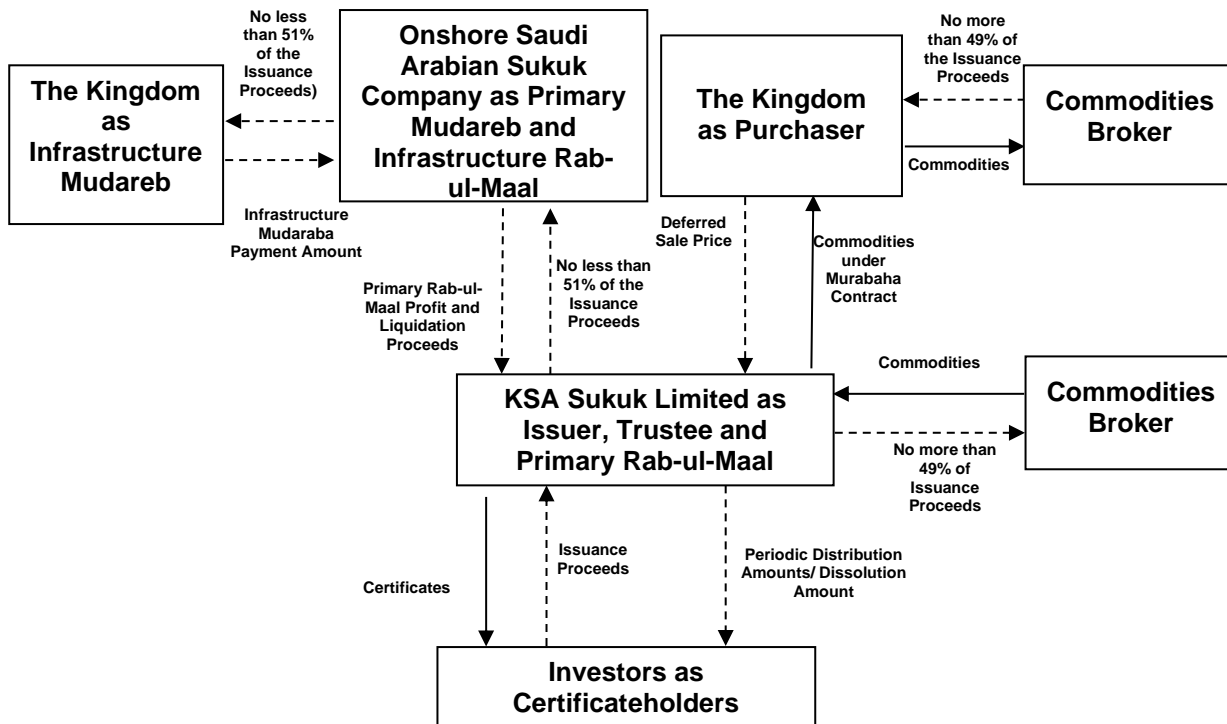 No less
than 51%
of the
Issuance
Proceeds)
The Kingdom
as
Infrastructure
Mudareb
Onshore Saudi
Arabian Sukuk
Company as Primary
Mudareb and
Infrastructure Rab-
ul-Maal
Infrastructure
Mudaraba
Payment Amount
The Kingdom
as Purchaser
No more
than 49% of
the Issuance
Proceeds
Commodities
Broker
Commodities
Primary Rab-ul-
Maal Profit and
Liquidation
Proceeds
No less than
51% of the
Issuance
Proceeds
Deferred
Sale Price
Commodities
under
Murabaha
Contract
KSA Sukuk Limited as
Issuer, Trustee and
Primary Rab-ul-Maal
Commodities
Commodities
Broker
No more than
49% of
Issuance
Proceeds
Certificates
Issuance
Proceeds
Periodic Distribution
Amounts/ Dissolution
Amount
Investors as
Certificateholders